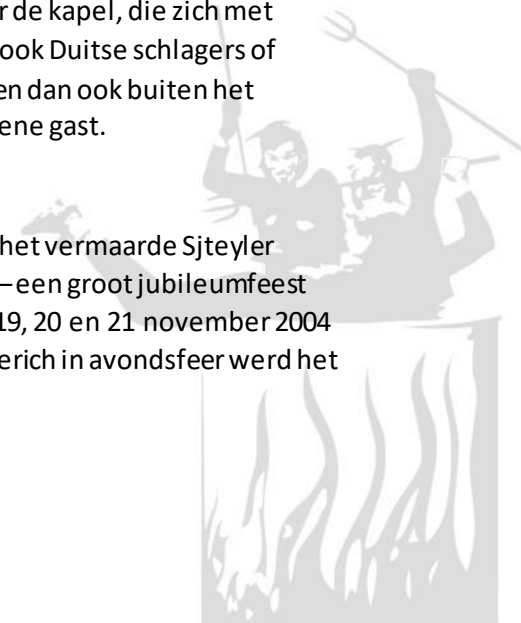 r de kapel, die zich met
ook Duitse schlagers of
en dan ook buiten het
ene gast.
het vermaarde Sjteyler
– een groot jubileumfeest
19, 20 en 21 november 2004
erich in avondsfeer werd het